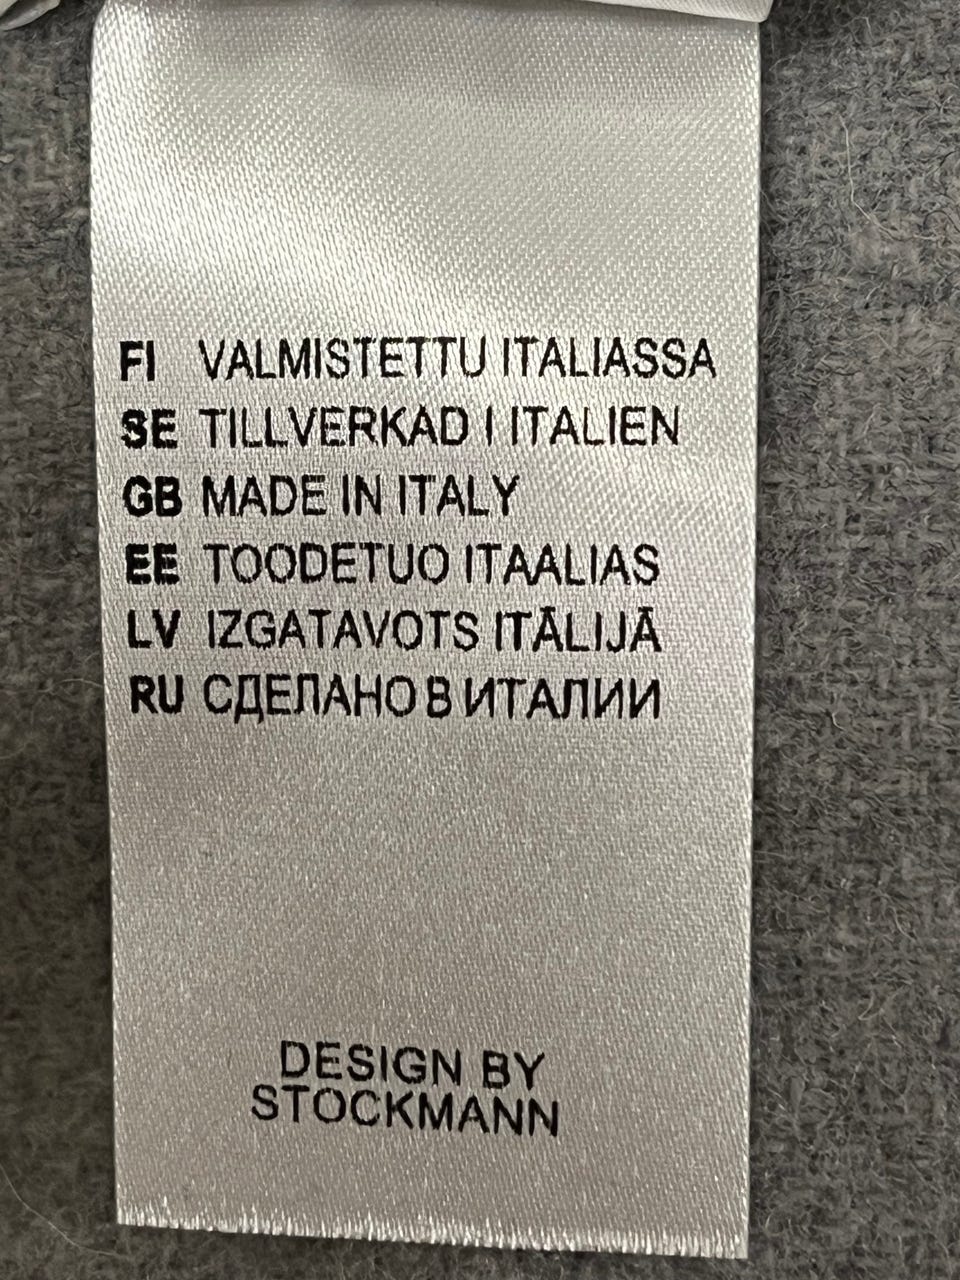 FI VALMISTETTU ITALIASSA
SE TILLVERKAD I ITALIEN
GB MADE IN ITALY
EE TOODETUO ITAALIAS
LV IZGATAVOTS ITĀLIJĀ
RU СДЕЛАНО В ИТАЛИИ
DESIGN BY
STOCKMANN